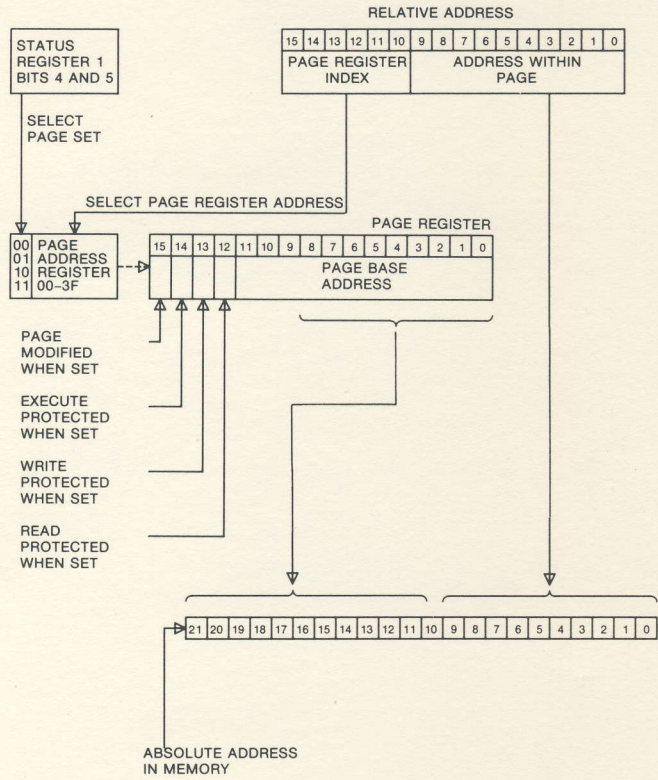 RELATIVE ADDRESS
STATUS
REGISTER 1
BITS 4 AND 5
15 14 13 12 11 10 9 8 7 6 5 4 3 2 1 0
PAGE REGISTER
INDEX
ADDRESS WITHIN
PAGE
SELECT
PAGE SET
SELECT PAGE REGISTER ADDRESS
PAGE REGISTER
00 PAGE
01 ADDRESS
10 REGISTER
11 00-3F
15 14 13 12 11 10 9 8 7 6 5 4 3 2 1 0
PAGE BASE
ADDRESS
PAGE
MODIFIED
WHEN SET
EXECUTE
PROTECTED
WHEN SET
WRITE
PROTECTED
WHEN SET
READ
PROTECTED
WHEN SET
21 20 19 18 17 16 15 14 13 12 11 10 9 8 7 6 5 4 3 2 1 0
ABSOLUTE ADDRESS
IN MEMORY